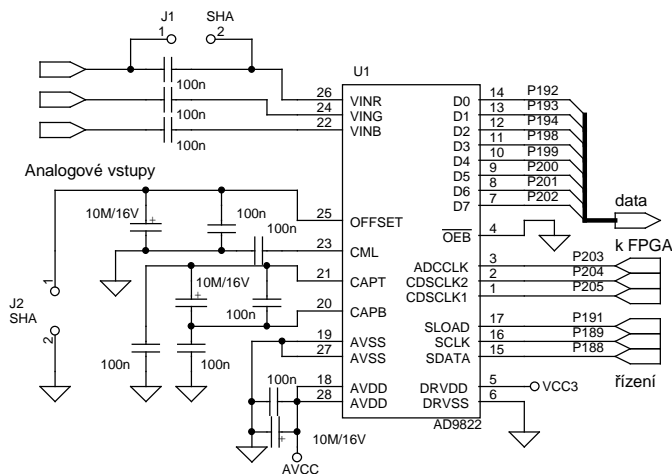 J1 SHA
1 2
U1
100n
100n
100n
26 VINR
24 VING
22 VINB
D0 14 P192
D1 13 P193
D2 12 P194
D3 11 P198
D4 10 P199
D5 9 P200
D6 8 P201
D7 7 P202
data
k FPGA
Analogové vstupy
10M/16V +
100n
100n
25 OFFSET
23 CML
OEB 4
21 CAPT
20 CAPB
10M/16V +
100n
100n
100n
J2
SHA
1
2
ADCCLK 3 P203
CDSCLK2 2 P204
CDSCLK1 1 P205
19 AVSS
27 AVSS
SLOAD 17 P191
SCLK 16 P189
SDATA 15 P188
řízení
100n
18 AVDD
28 AVDD
+ 10M/16V
AVCC
DRVDD 5 VCC3
DRVSS 6
AD9822